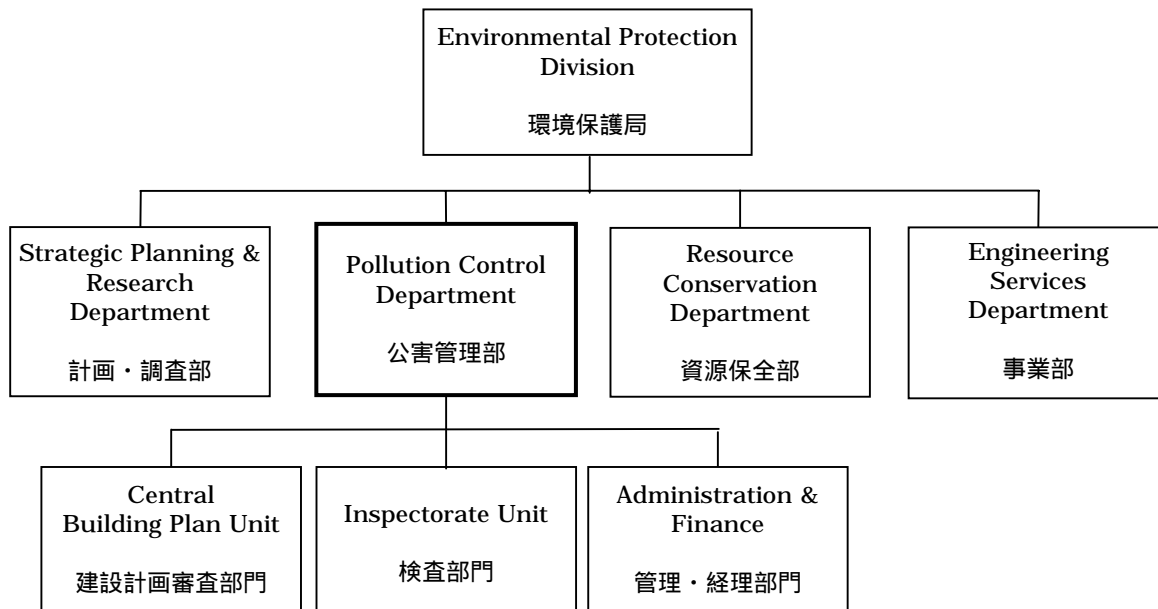 Environmental Protection
Division
環境保護局
Strategic Planning &
Research
Department
計画・調査部
Pollution Control
Department
公害管理部
Resource
Conservation
Department
資源保全部
Engineering
Services
Department
事業部
Central
Building Plan Unit
建設計画審査部門
Inspectorate Unit
検査部門
Administration &
Finance
管理・経理部門